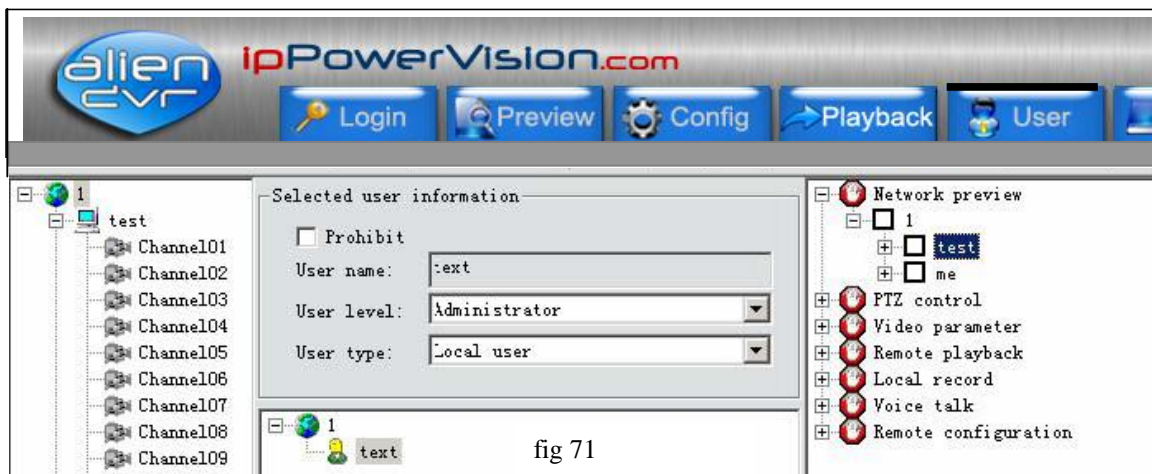 alien
dvr
ipPowerVision.com
Login
Preview
Config
Playback
User
1
test
Channel01
Channel02
Channel03
Channel04
Channel05
Channel06
Channel07
Channel08
Channel09
Selected user information
Prohibit
User name: text
User level: Administrator
User type: Local user
1
text
fig 71
Network preview
1
test
me
PTZ control
Video parameter
Remote playback
Local record
Voice talk
Remote configuration